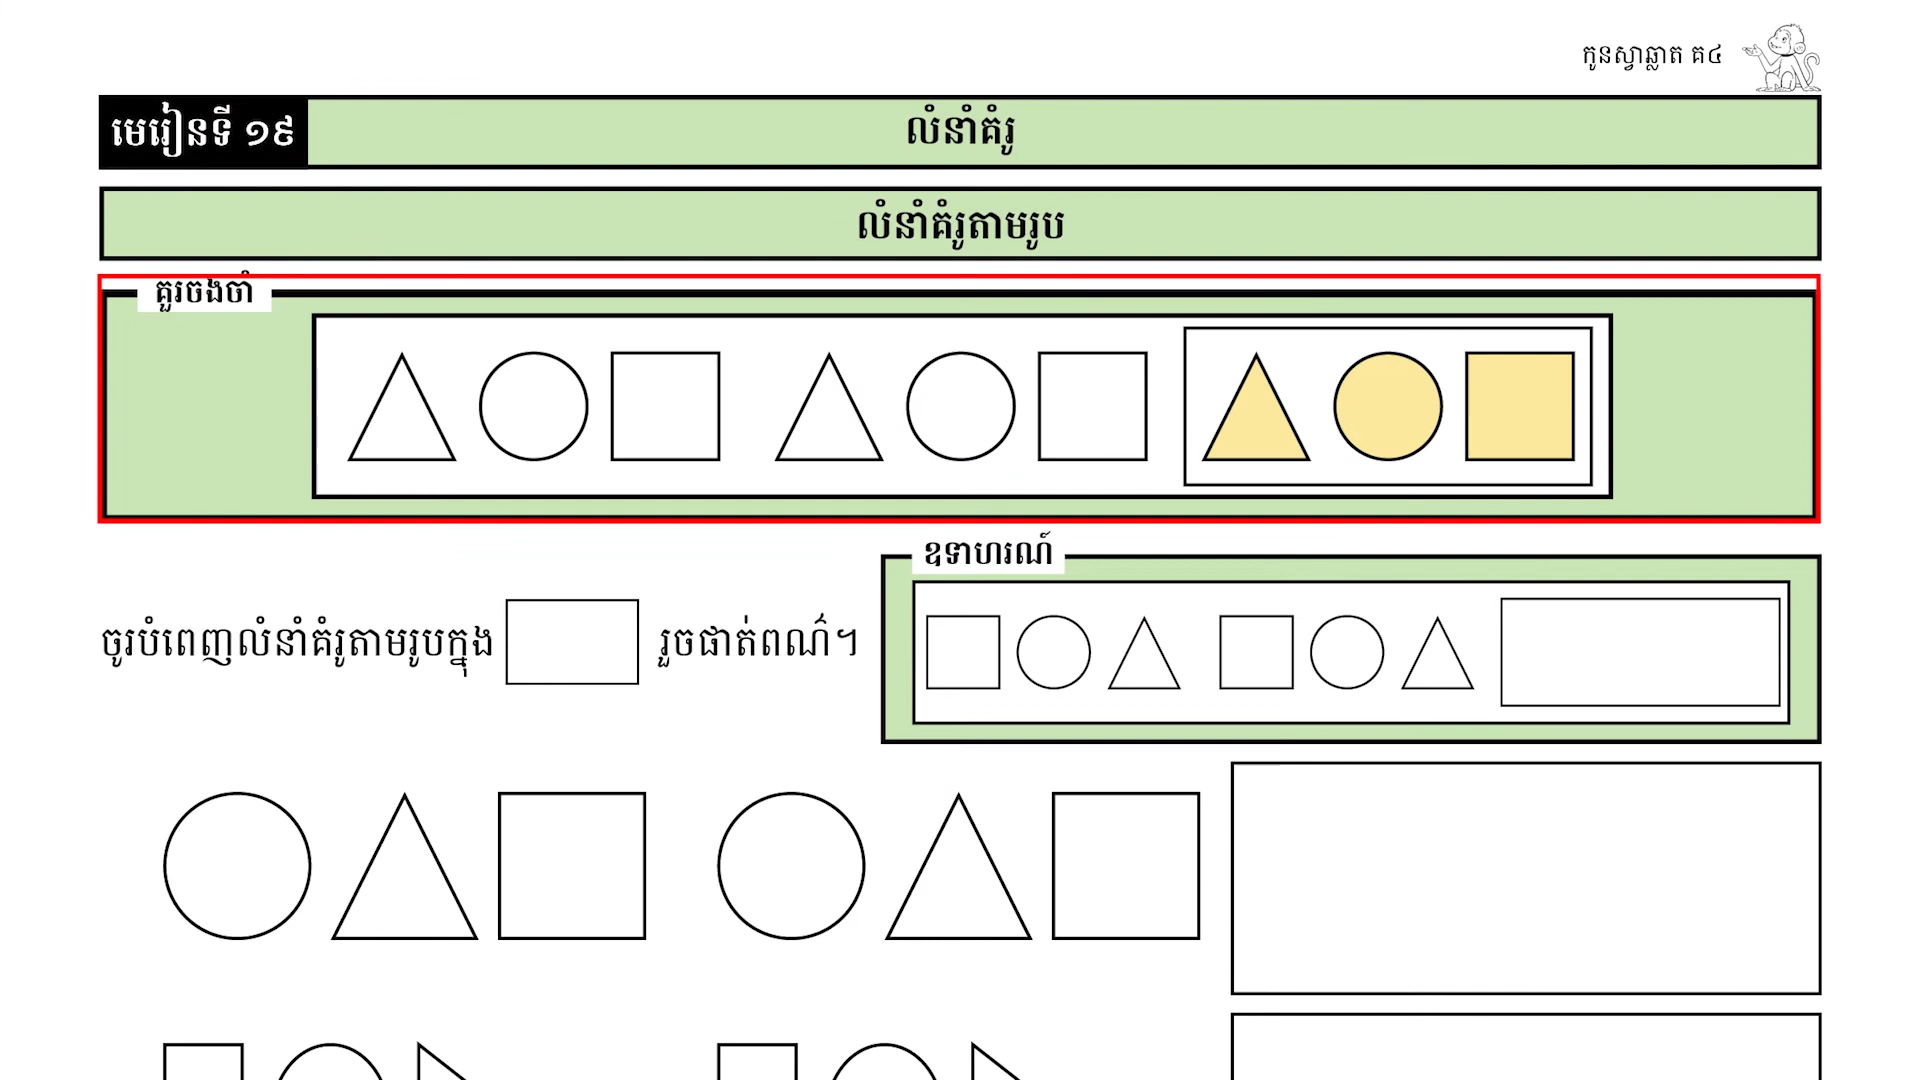 កូនស្វាឆ្លាត គ៤
មេរៀនទី ១៩
លំនាំគំរូ
លំនាំគំរូតាមរូប
គួរចងចាំ
ឧទាហរណ៍
ចូរបំពេញលំនាំគំរូតាមរូបក្នុង រួចផាត់ពណ៌។